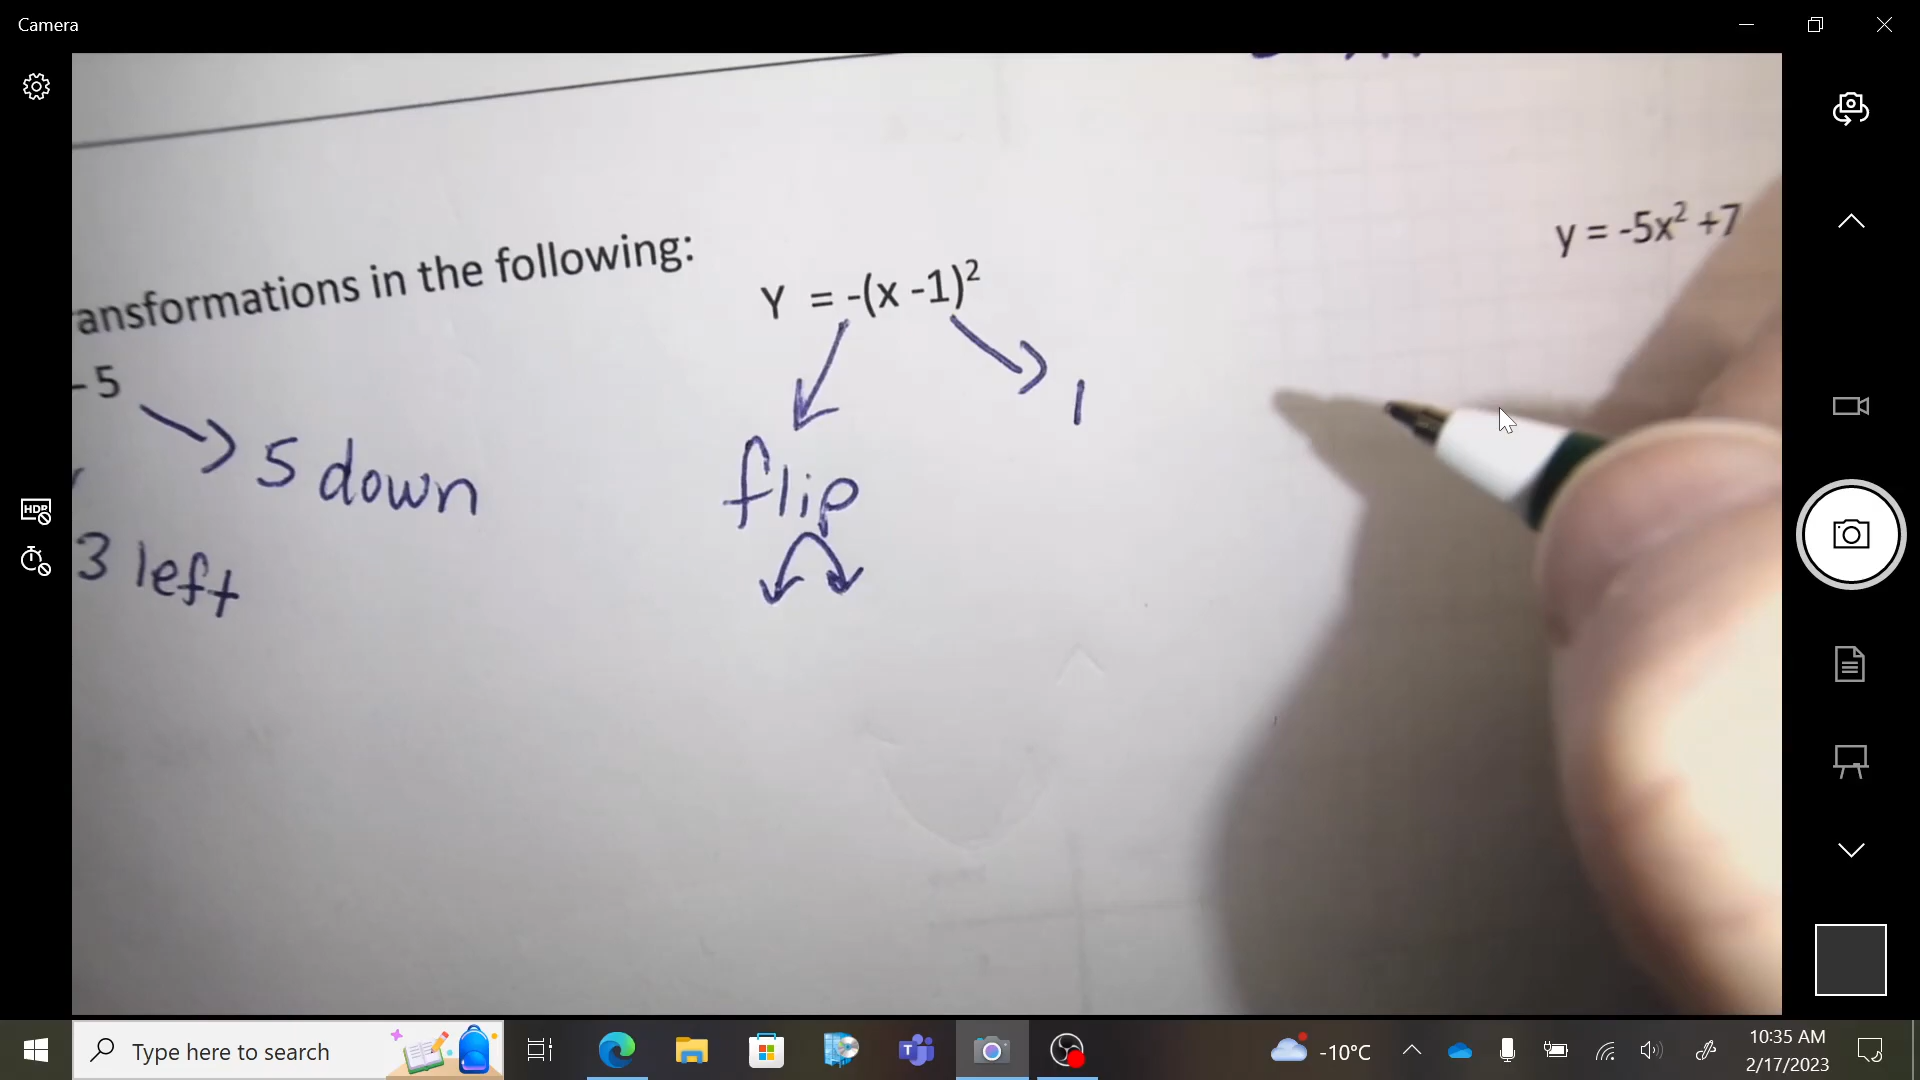 Camera
y = -5x² +7
ansformations in the following:
Y = -(x -1)²
- 5
5 down
1
flip
3 left
Type here to search
-10°C
10:35 AM
2/17/2023